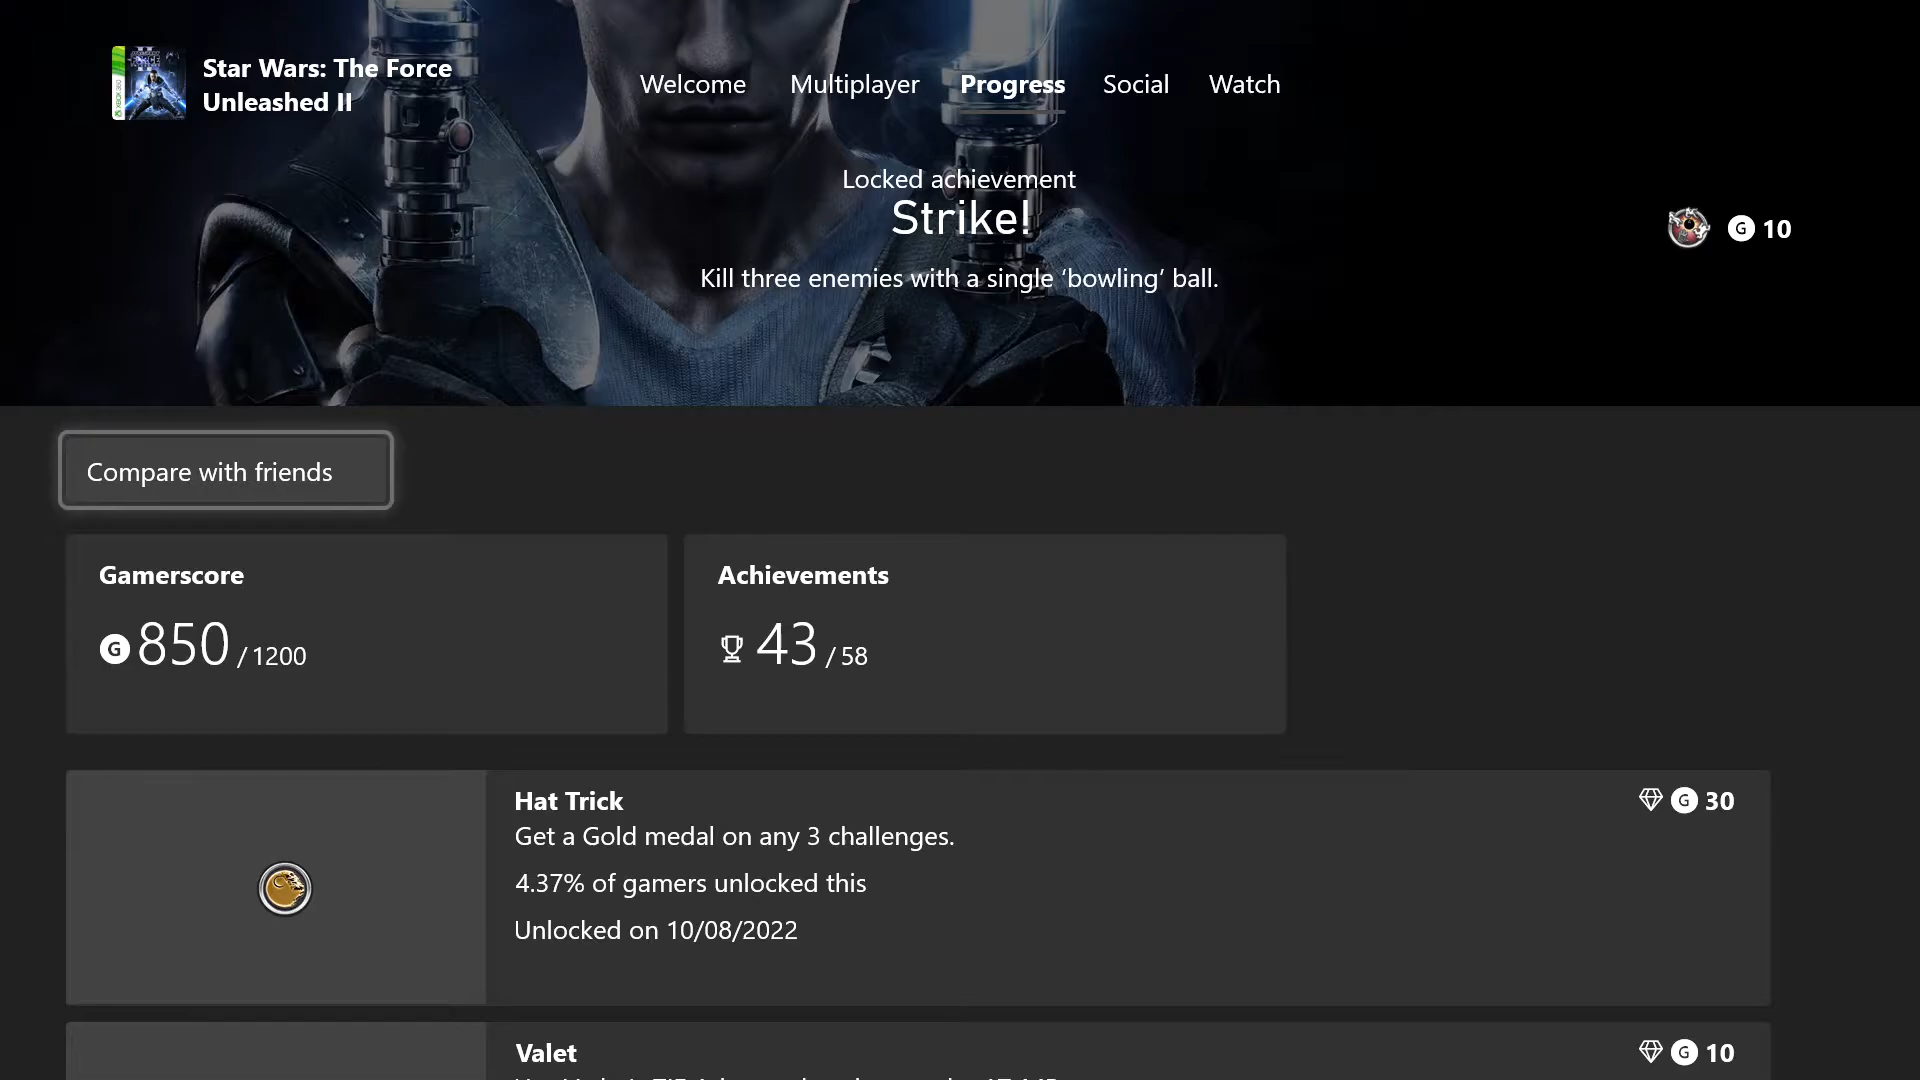 Star Wars: The Force
Unleashed II
Welcome
Multiplayer
Progress
Social
Watch
Locked achievement
Strike!
Kill three enemies with a single ‘bowling’ ball.
G 10
Compare with friends
Gamerscore
G 850 / 1200
Achievements
43 / 58
Hat Trick
G 30
Get a Gold medal on any 3 challenges.
4.37% of gamers unlocked this
Unlocked on 10/08/2022
Valet
G 10